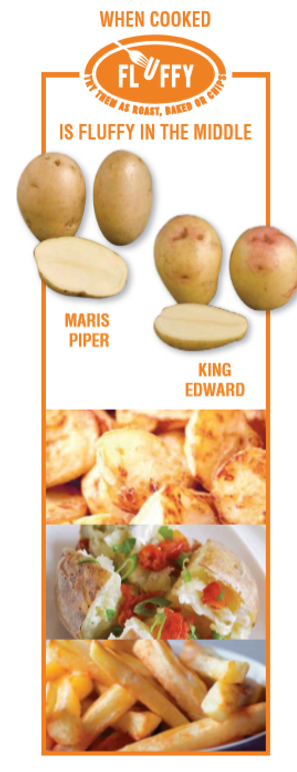 WHEN COOKED
FLUFFY
TRY THEM AS ROAST, BAKED OR CHIPS
IS FLUFFY IN THE MIDDLE
MARIS
PIPER
KING
EDWARD